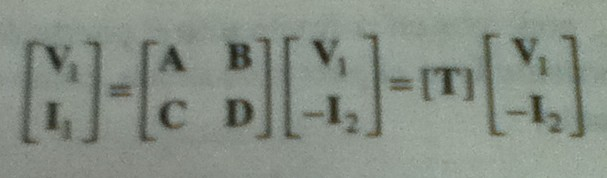 [V₁ I₁] = [A B C D] [V₁ −I₂] = [T] [V₁ −I₂]